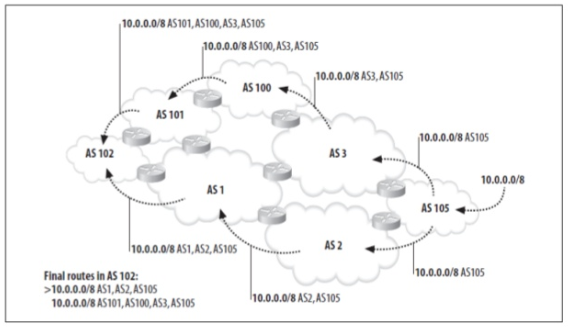 10.0.0.0/8 AS101, AS100, AS3, AS105
10.0.0.0/8 AS100, AS3, AS105
10.0.0.0/8 AS3, AS105
AS 100
AS 101
10.0.0.0/8 AS105
AS 102
AS 3
10.0.0.0/8
AS 1
AS 105
AS 2
10.0.0.0/8 AS1, AS2, AS105
10.0.0.0/8 AS105
Final routes in AS 102:
>10.0.0.0/8 AS1, AS2, AS105
10.0.0.0/8 AS101, AS100, AS3, AS105
10.0.0.0/8 AS2, AS105